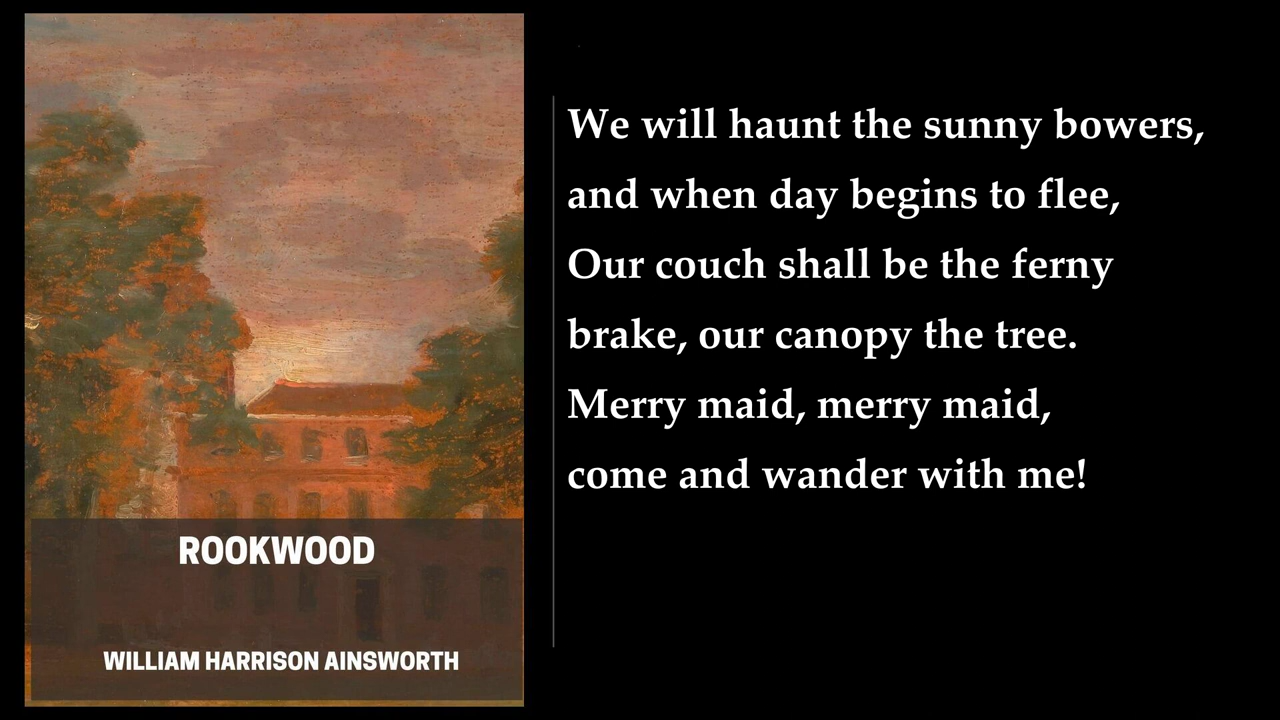 ROOKWOOD
WILLIAM HARRISON AINSWORTH
We will haunt the sunny bowers,
and when day begins to flee,
Our couch shall be the ferny
brake, our canopy the tree.
Merry maid, merry maid,
come and wander with me!